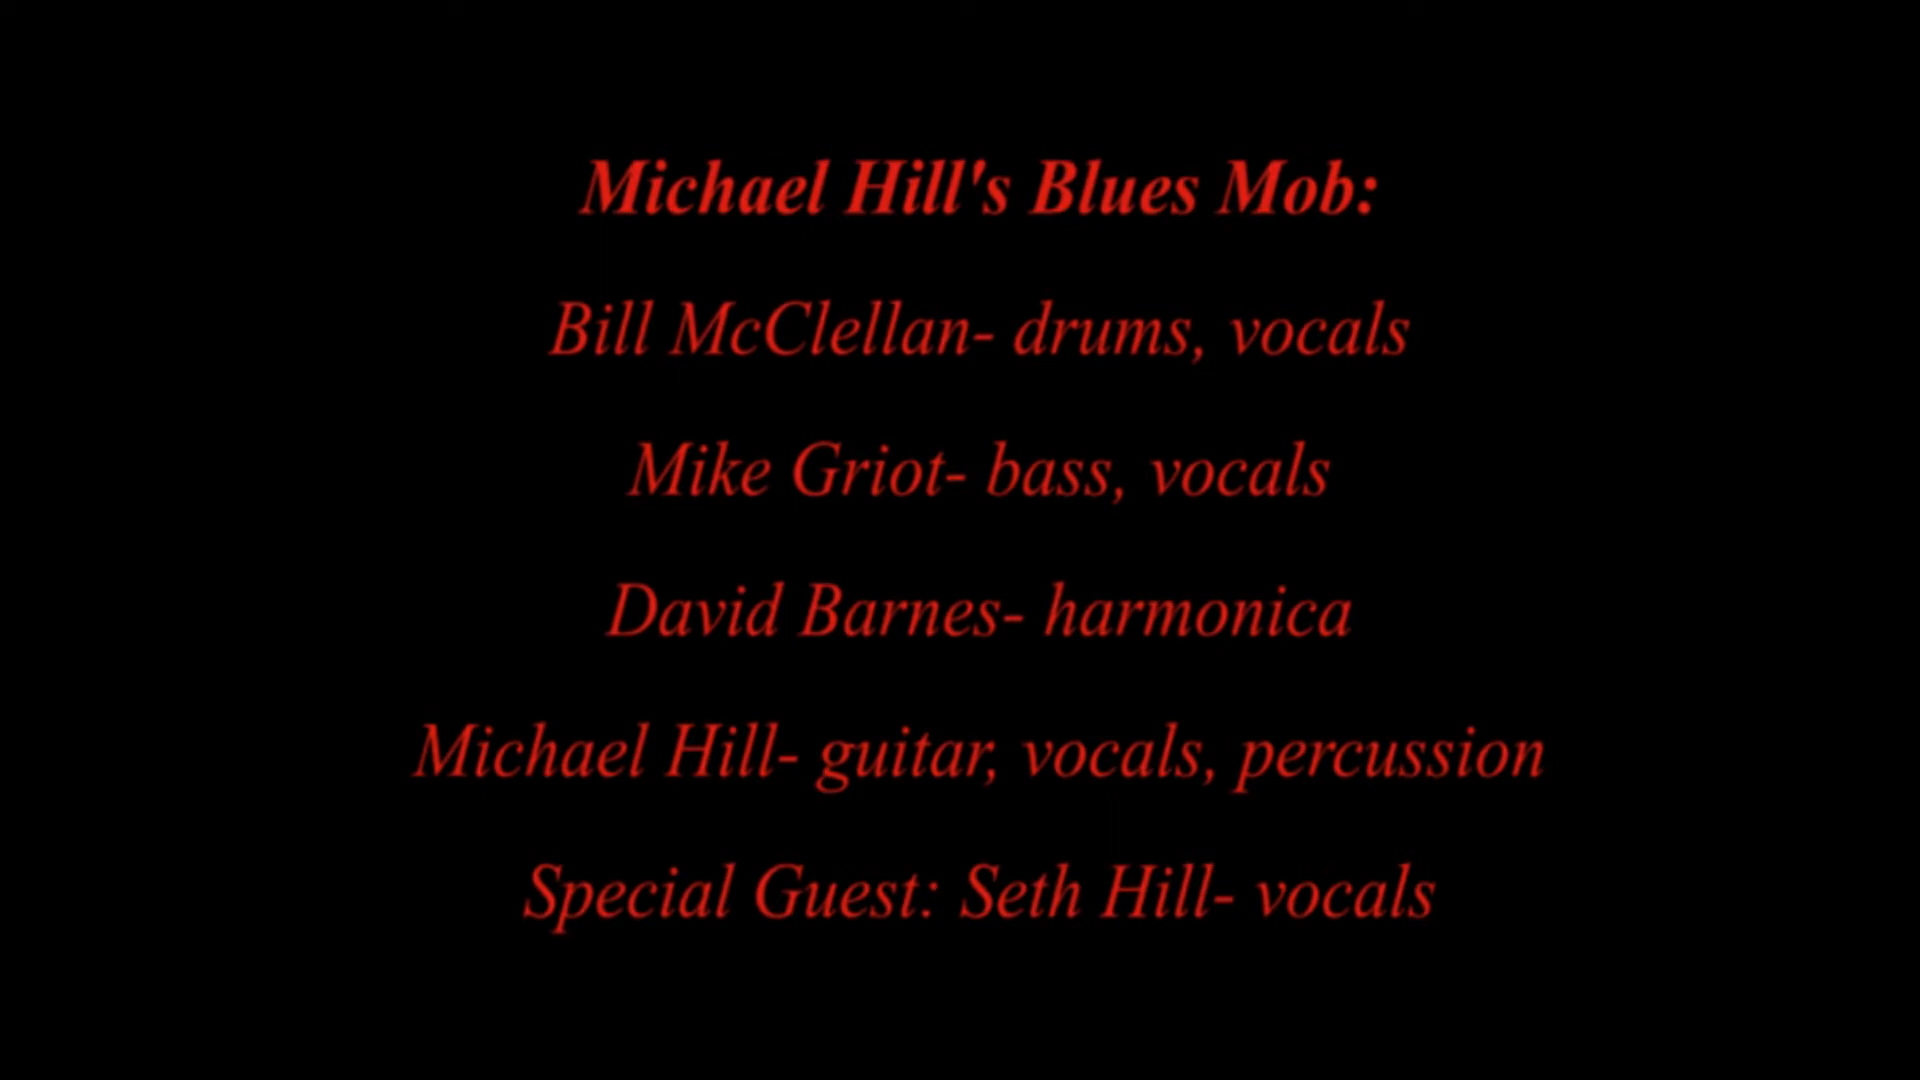 Michael Hill's Blues Mob:
Bill McClellan- drums, vocals
Mike Griot- bass, vocals
David Barnes- harmonica
Michael Hill- guitar, vocals, percussion
Special Guest: Seth Hill- vocals